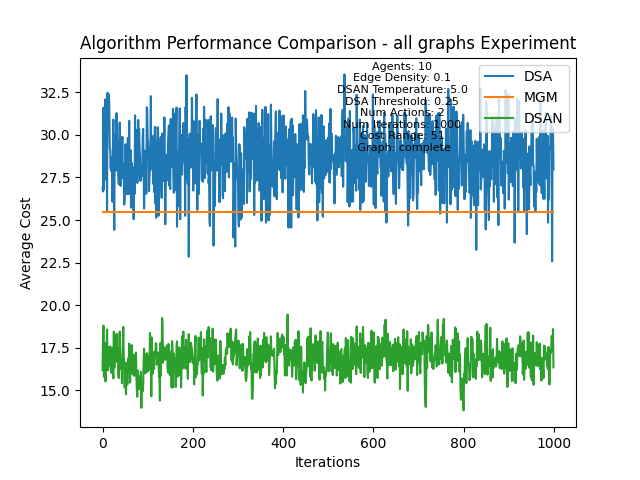 Algorithm Performance Comparison - all graphs Experiment
Agents: 10
Edge Density: 0.1
DSAN Temperature: 5.0
DSA Threshold: 0.25
Num Actions: 2
Num Iterations: 1000
Cost Range: 51
Graph: complete
DSA
MGM
DSAN
Average Cost
32.5
30.0
27.5
25.0
22.5
20.0
17.5
15.0
0
200
400
600
800
1000
Iterations